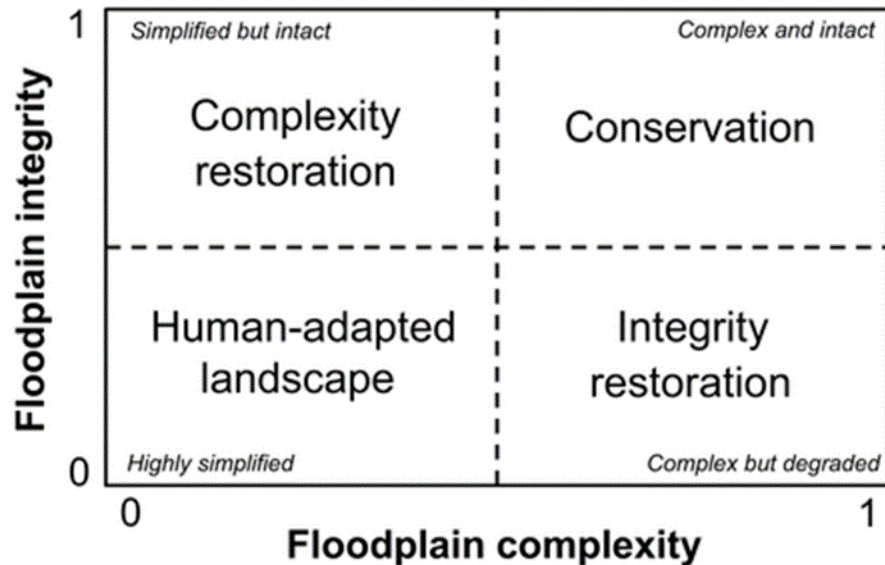 1
Simplified but intact
Complex and intact
Complexity
restoration
Conservation
Floodplain integrity
Human-adapted
landscape
Integrity
restoration
0
Highly simplified
Complex but degraded
0
1
Floodplain complexity